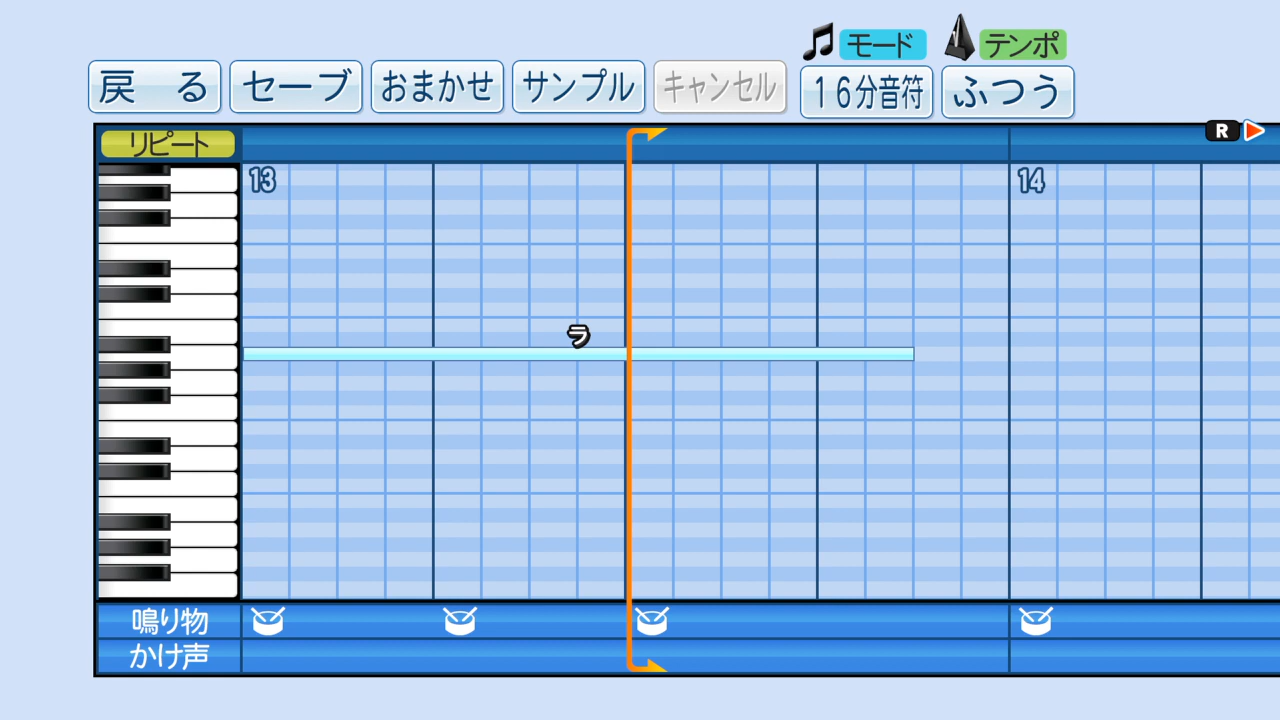 モード テンポ
戻る セーブ おまかせ サンプル キャンセル 16分音符 ふつう
リピート R
13 14
ラ
鳴り物
かけ声